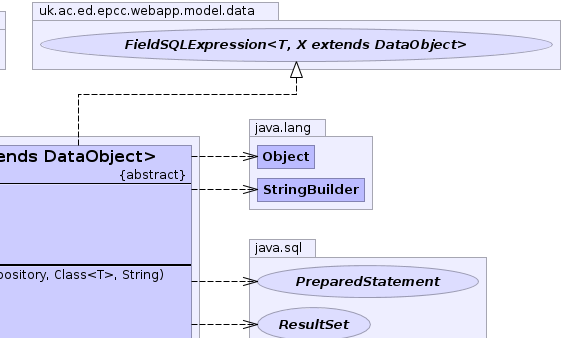 uk.ac.ed.epcc.webapp.model.data
FieldSQLExpression<T, X extends DataObject>
java.lang
ends DataObject>
Object
{abstract}
StringBuilder
java.sql
pository, Class<T>, String)
PreparedStatement
ResultSet